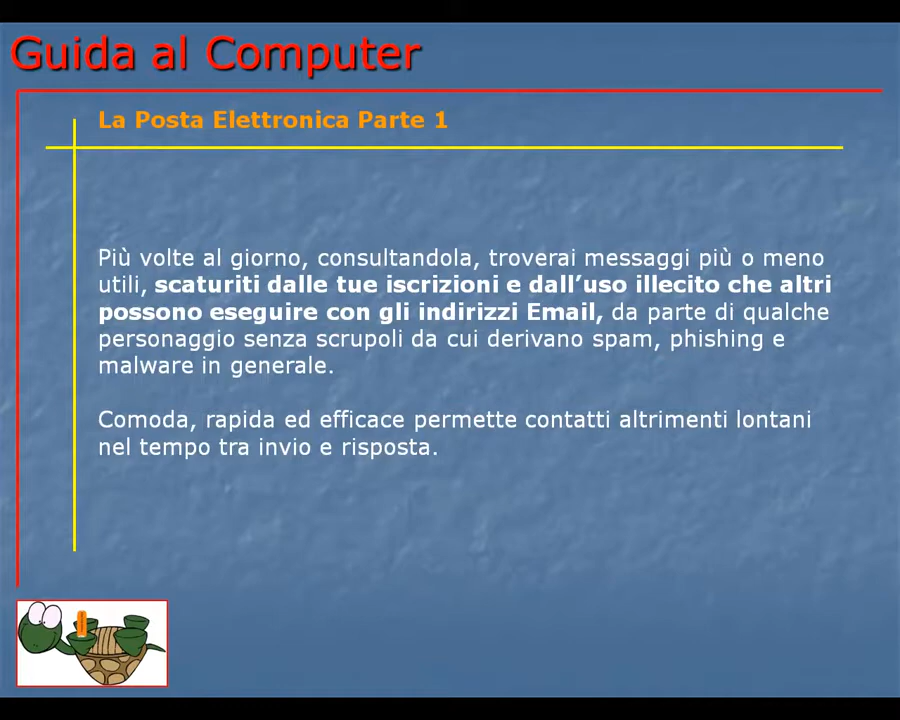 Guida al Computer
La Posta Elettronica Parte 1
Più volte al giorno, consultandola, troverai messaggi più o meno
utili, scaturiti dalle tue iscrizioni e dall’uso illecito che altri
possono eseguire con gli indirizzi Email, da parte di qualche
personaggio senza scrupoli da cui derivano spam, phishing e
malware in generale.
Comoda, rapida ed efficace permette contatti altrimenti lontani
nel tempo tra invio e risposta.